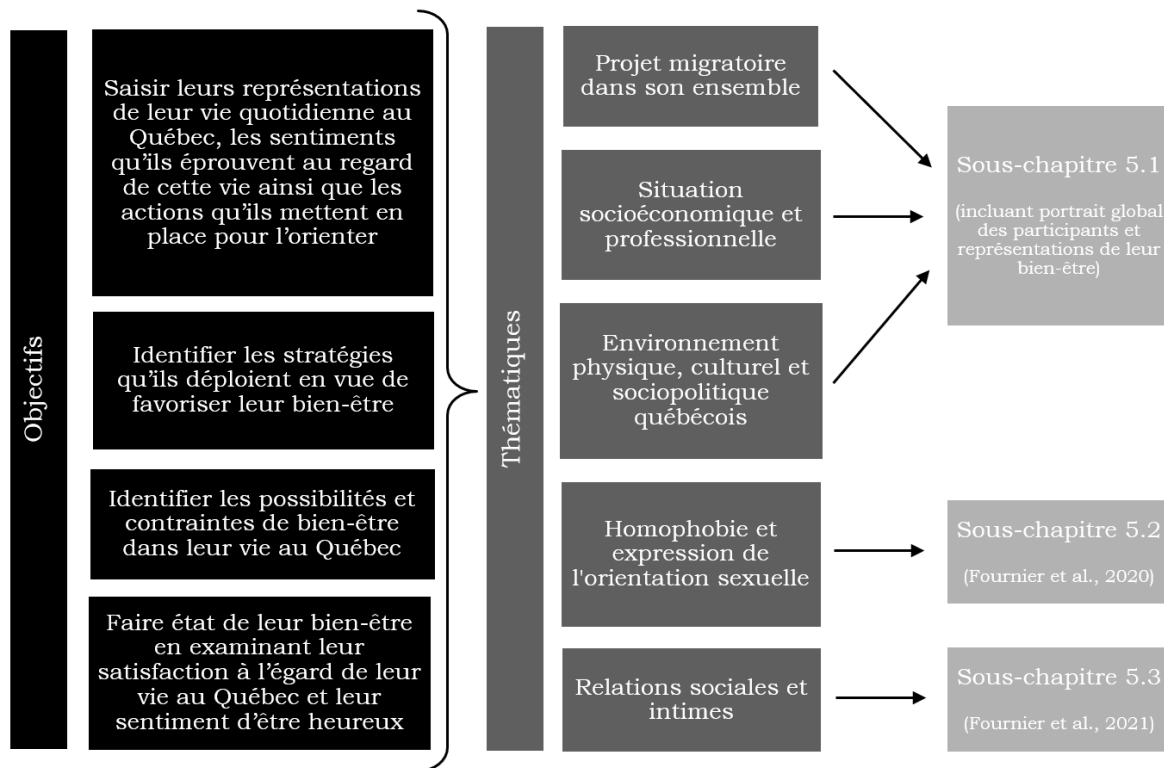 Objectifs
Saisir leurs représentations
de leur vie quotidienne au
Québec, les sentiments
qu'ils éprouvent au regard
de cette vie ainsi que les
actions qu'ils mettent en
place pour l'orienter
Identifier les stratégies
qu'ils déploient en vue de
favoriser leur bien-être
Identifier les possibilités et
contraintes de bien-être
dans leur vie au Québec
Faire état de leur bien-être
en examinant leur
satisfaction à l'égard de leur
vie au Québec et leur
sentiment d'être heureux
Thématiques
Projet migratoire
dans son ensemble
Situation
socioéconomique et
professionnelle
Environnement
physique, culturel et
sociopolitique
québécois
Homophobie et
expression de
l'orientation sexuelle
Relations sociales et
intimes
Sous-chapitre 5.1
(incluant portrait global
des participants et
représentations de leur
bien-être)
Sous-chapitre 5.2
(Fournier et al., 2020)
Sous-chapitre 5.3
(Fournier et al., 2021)